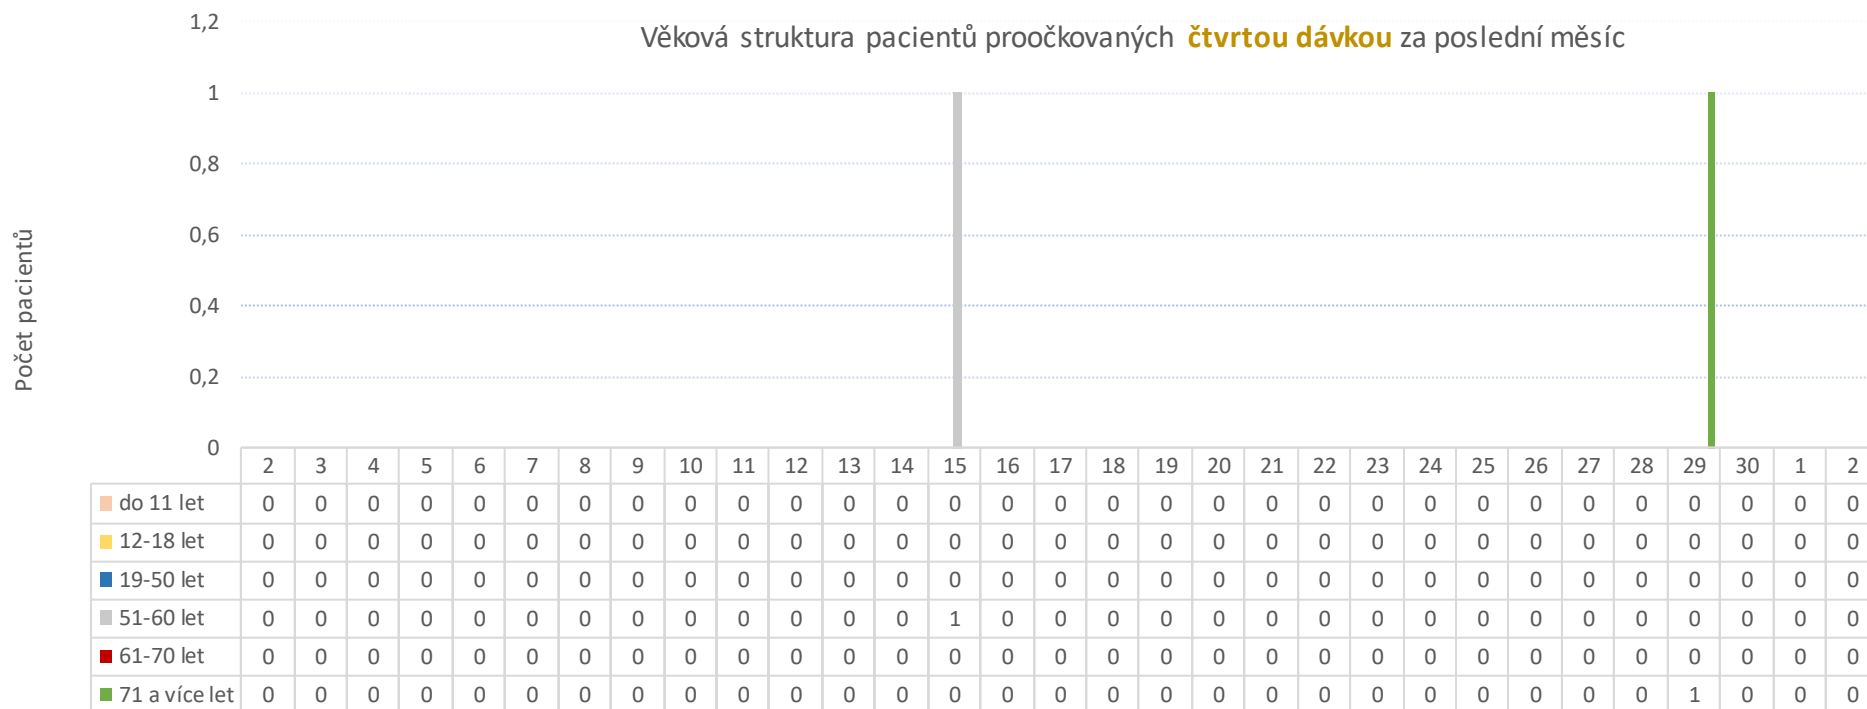 Věková struktura pacientů proočkovaných čtvrtou dávkou za poslední měsíc
Počet pacientů
1,2
1
0,8
0,6
0,4
0,2
0
2 3 4 5 6 7 8 9 10 11 12 13 14 15 16 17 18 19 20 21 22 23 24 25 26 27 28 29 30 1 2
do 11 let 0 0 0 0 0 0 0 0 0 0 0 0 0 0 0 0 0 0 0 0 0 0 0 0 0 0 0 0 0 0 0
12-18 let 0 0 0 0 0 0 0 0 0 0 0 0 0 0 0 0 0 0 0 0 0 0 0 0 0 0 0 0 0 0 0
19-50 let 0 0 0 0 0 0 0 0 0 0 0 0 0 0 0 0 0 0 0 0 0 0 0 0 0 0 0 0 0 0 0
51-60 let 0 0 0 0 0 0 0 0 0 0 0 0 0 1 0 0 0 0 0 0 0 0 0 0 0 0 0 0 0 0 0
61-70 let 0 0 0 0 0 0 0 0 0 0 0 0 0 0 0 0 0 0 0 0 0 0 0 0 0 0 0 0 0 0 0
71 a více let 0 0 0 0 0 0 0 0 0 0 0 0 0 0 0 0 0 0 0 0 0 0 0 0 0 0 0 1 0 0 0